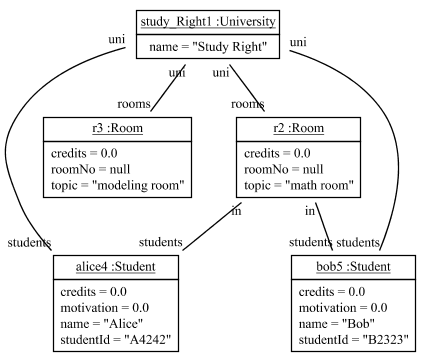 study_Right1 :University
uni
uni
name = "Study Right"
uni
uni
rooms
rooms
r3 :Room
r2 :Room
credits = 0.0
roomNo = null
topic = "modeling room"
credits = 0.0
roomNo = null
topic = "math room"
in
in
students
students
students
students
alice4 :Student
bob5 :Student
credits = 0.0
motivation = 0.0
name = "Alice"
studentId = "A4242"
credits = 0.0
motivation = 0.0
name = "Bob"
studentId = "B2323"